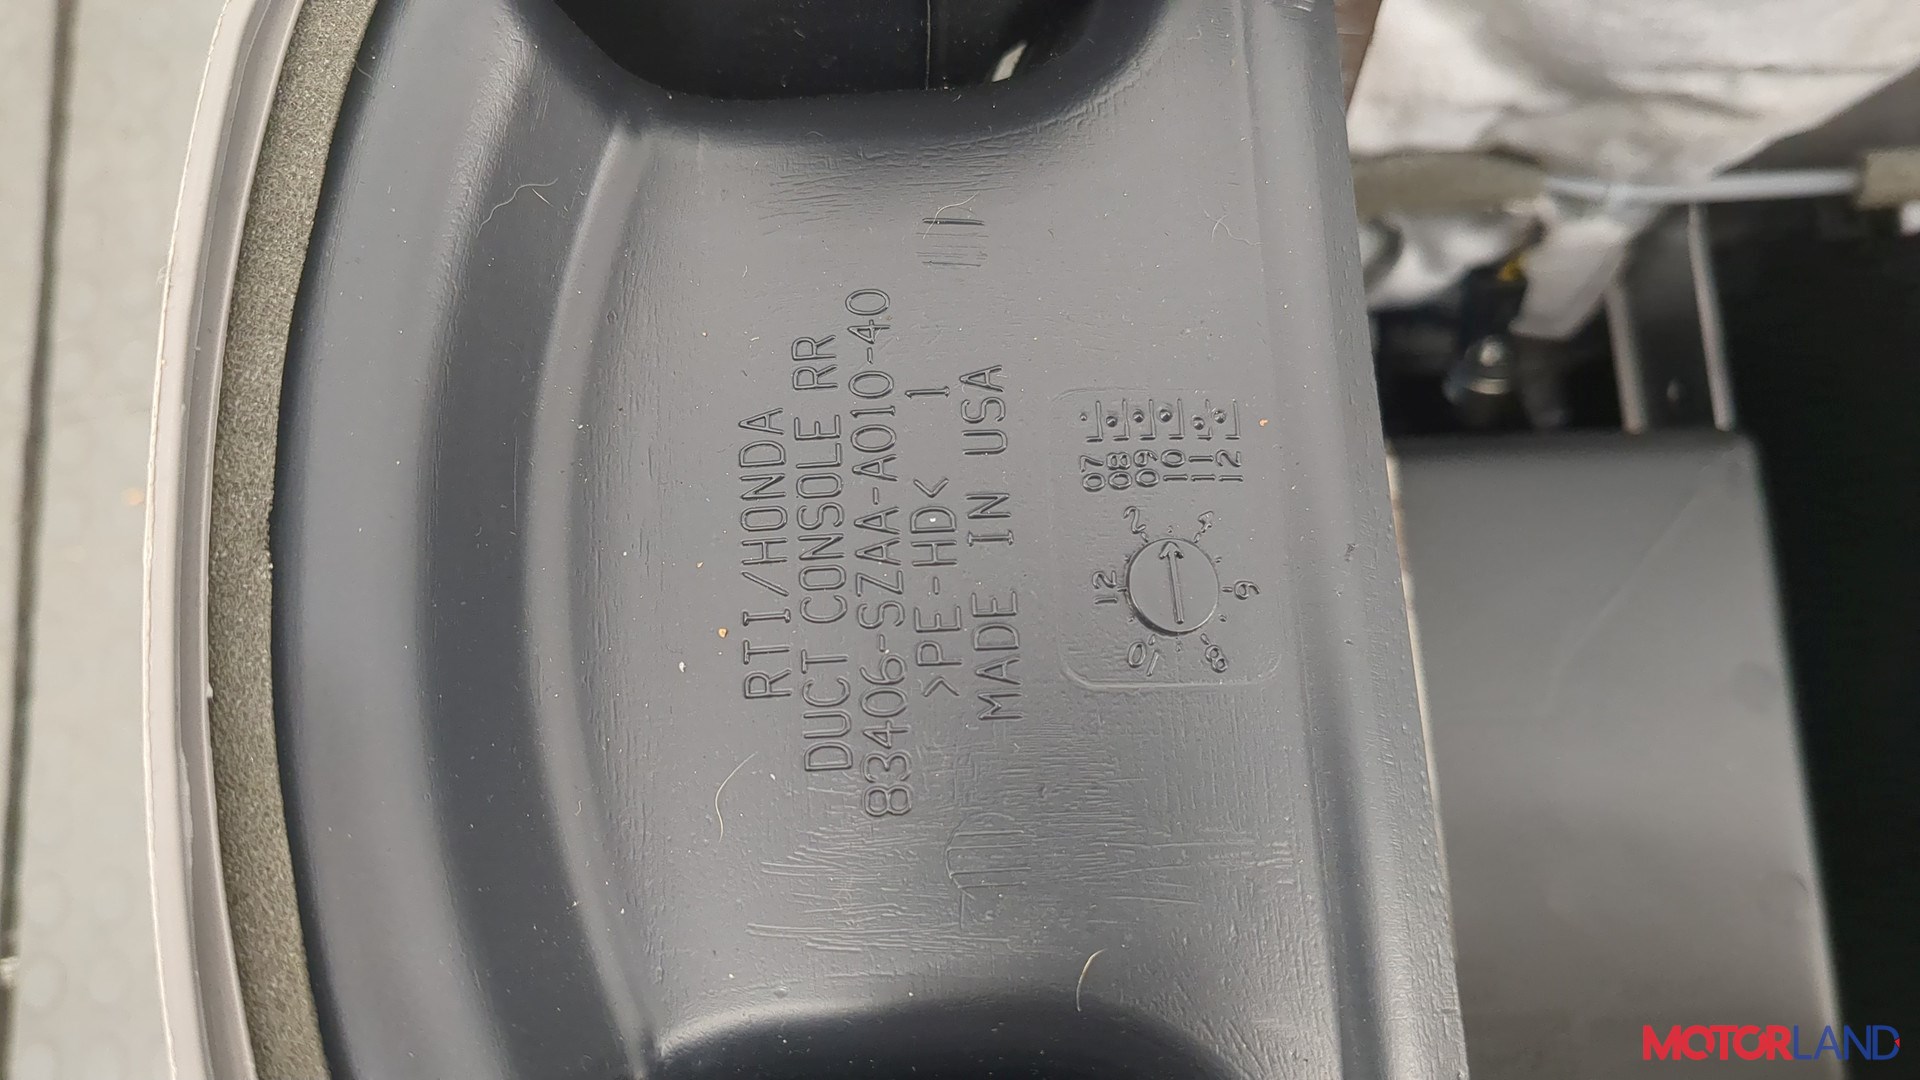 RTI/HONDA
DUCT CONSOLE RR
83406-SZAA-A010-40
>PE-HD< 1
MADE IN USA
07
08
09
10
11
12
12
2
4
6
8
10
MOTORLAND